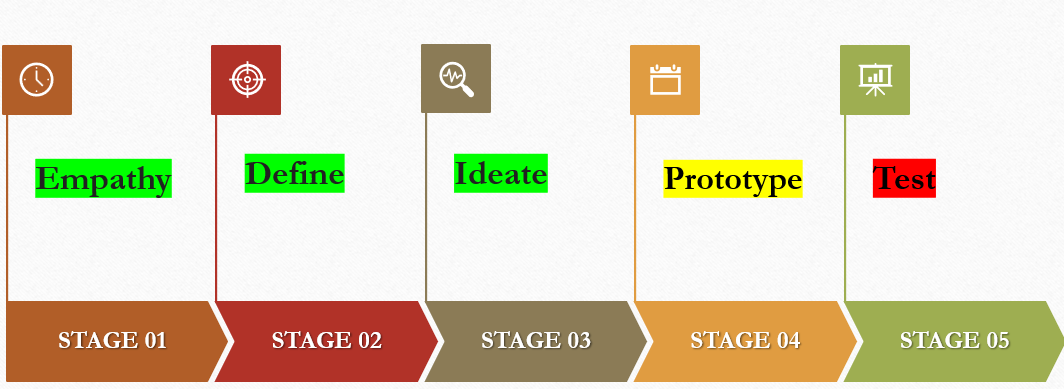 Empathy
Define
Ideate
Prototype
Test
STAGE 01
STAGE 02
STAGE 03
STAGE 04
STAGE 05